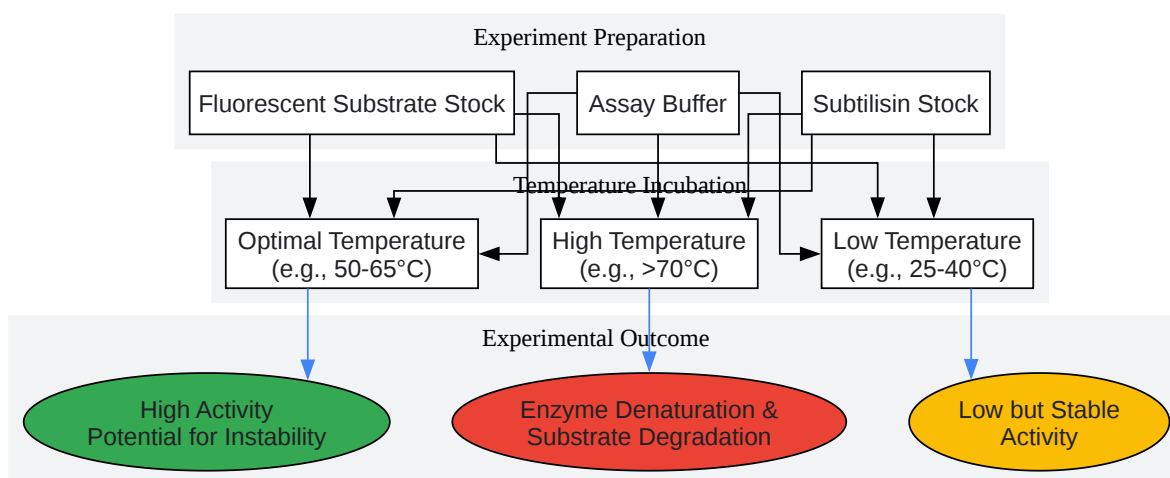 Experiment Preparation
Fluorescent Substrate Stock
Assay Buffer
Subtilisin Stock
Temperature Incubation
Optimal Temperature
(e.g., 50-65°C)
High Temperature
(e.g., >70°C)
Low Temperature
(e.g., 25-40°C)
Experimental Outcome
High Activity
Potential for Instability
Enzyme Denaturation &
Substrate Degradation
Low but Stable
Activity